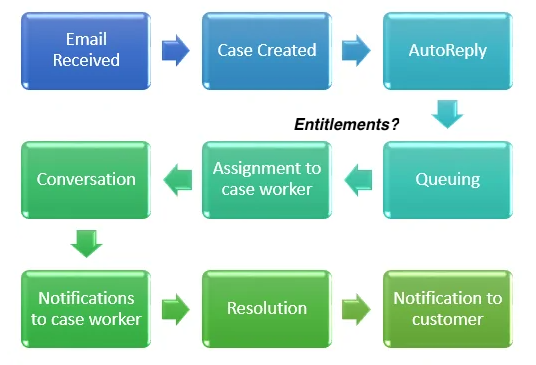 Email
Received
Case Created
AutoReply
Entitlements?
Queuing
Assignment to
case worker
Conversation
Notifications
to case worker
Resolution
Notification to
customer